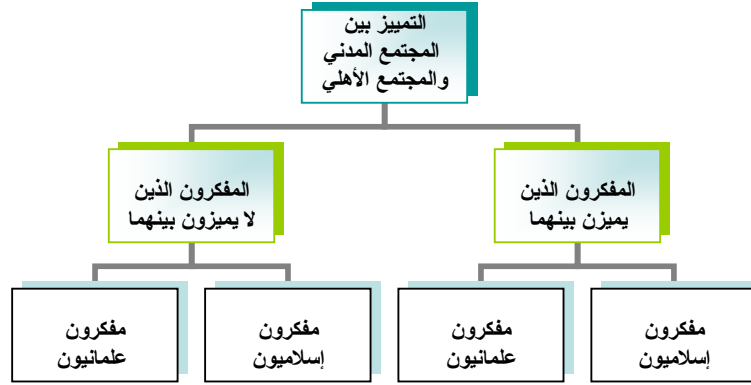 التمييز بين
المجتمع المدني
والمجتمع الأهلي
المفكرون الذين
يميزن بينهما
المفكرون الذين
لا يميزون بينهما
مفكرون
إسلاميون
مفكرون
علمانيون
مفكرون
إسلاميون
مفكرون
علمانيون